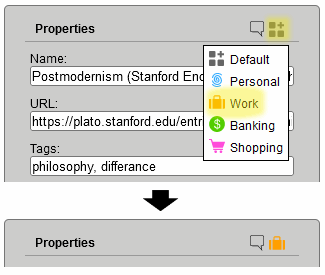 Properties
Name:
Default
Postmodernism (Stanford Enc
Personal
URL:
Work
https://plato.stanford.edu/entr
Banking
Tags:
Shopping
philosophy, differance
Properties